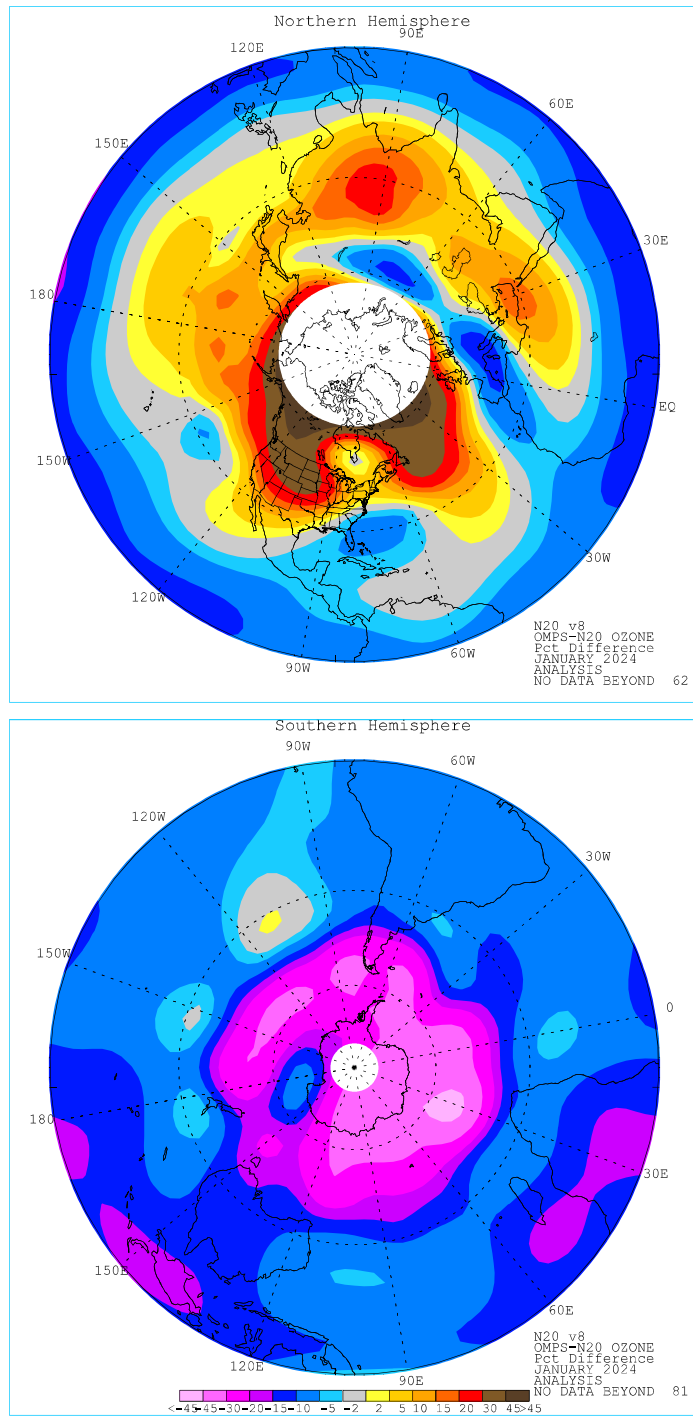 Northern Hemisphere
90E
120E
60E
150E
30E
180
EQ
150W
30W
120W
60W
90W
N20 v8
OMPS-N20 OZONE
Pct Difference
JANUARY 2024
ANALYSIS
NO DATA BEYOND 62
Southern Hemisphere
90W
60W
120W
30W
150W
0
180
30E
150E
60E
120E
90E
N20 v8
OMPS-N20 OZONE
Pct Difference
JANUARY 2024
ANALYSIS
NO DATA BEYOND 81
<-45 -45 -30 -20 -15 -10 -5 -2 2 5 10 15 20 30 45 >45